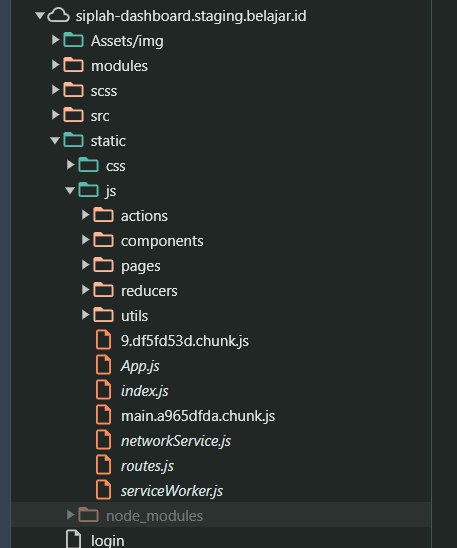 siplah-dashboard.staging.belajar.id
Assets/img
modules
scss
src
static
css
js
actions
components
pages
reducers
utils
9.df5fd53d.chunk.js
App.js
index.js
main.a965dfda.chunk.js
networkService.js
routes.js
serviceWorker.js
node_modules
login